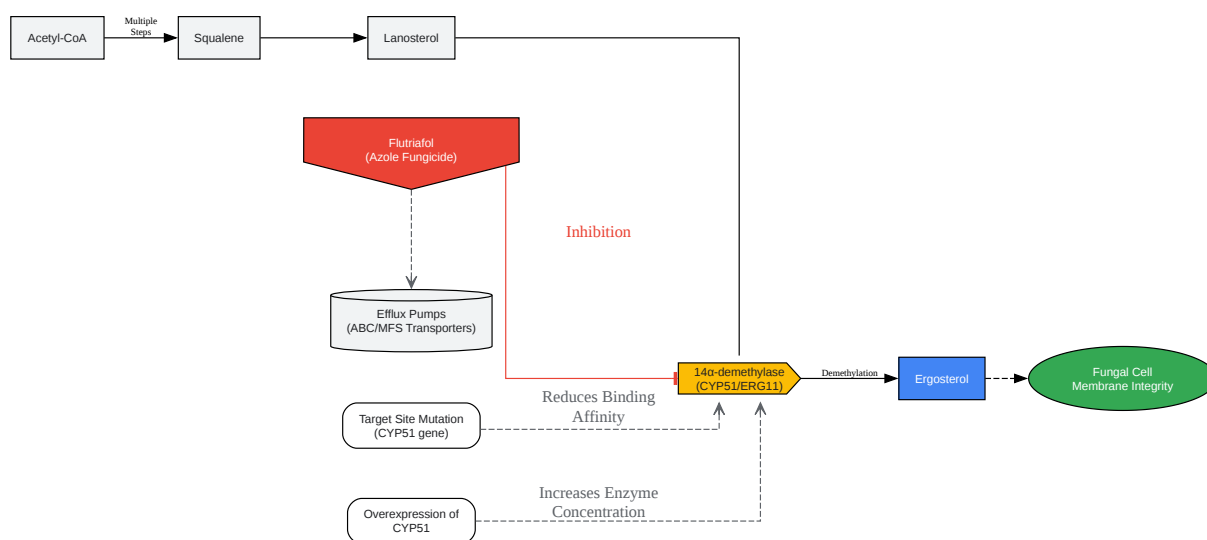 Acetyl-CoA
Multiple
Steps
Squalene
Lanosterol
Flutriafol
(Azole Fungicide)
Inhibition
Efflux Pumps
(ABC/MFS Transporters)
14α-demethylase
(CYP51/ERG11)
Demethylation
Ergosterol
Fungal Cell
Membrane Integrity
Reduces Binding
Affinity
Target Site Mutation
(CYP51 gene)
Increases Enzyme
Concentration
Overexpression of
CYP51